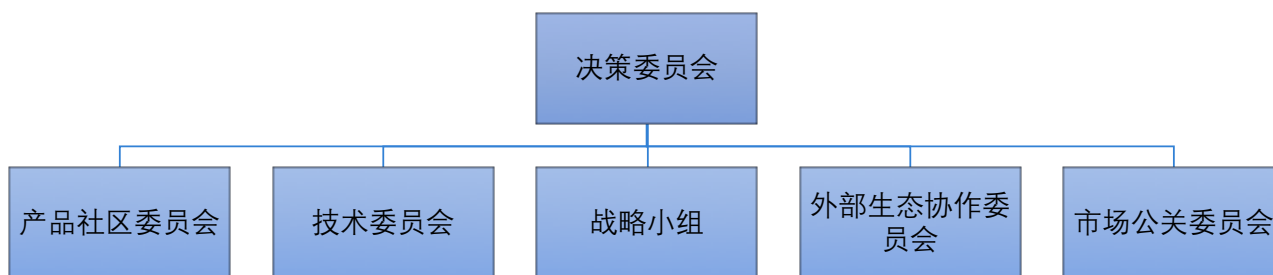 决策委员会
产品社区委员会
技术委员会
战略小组
外部生态协作委
员会
市场公关委员会